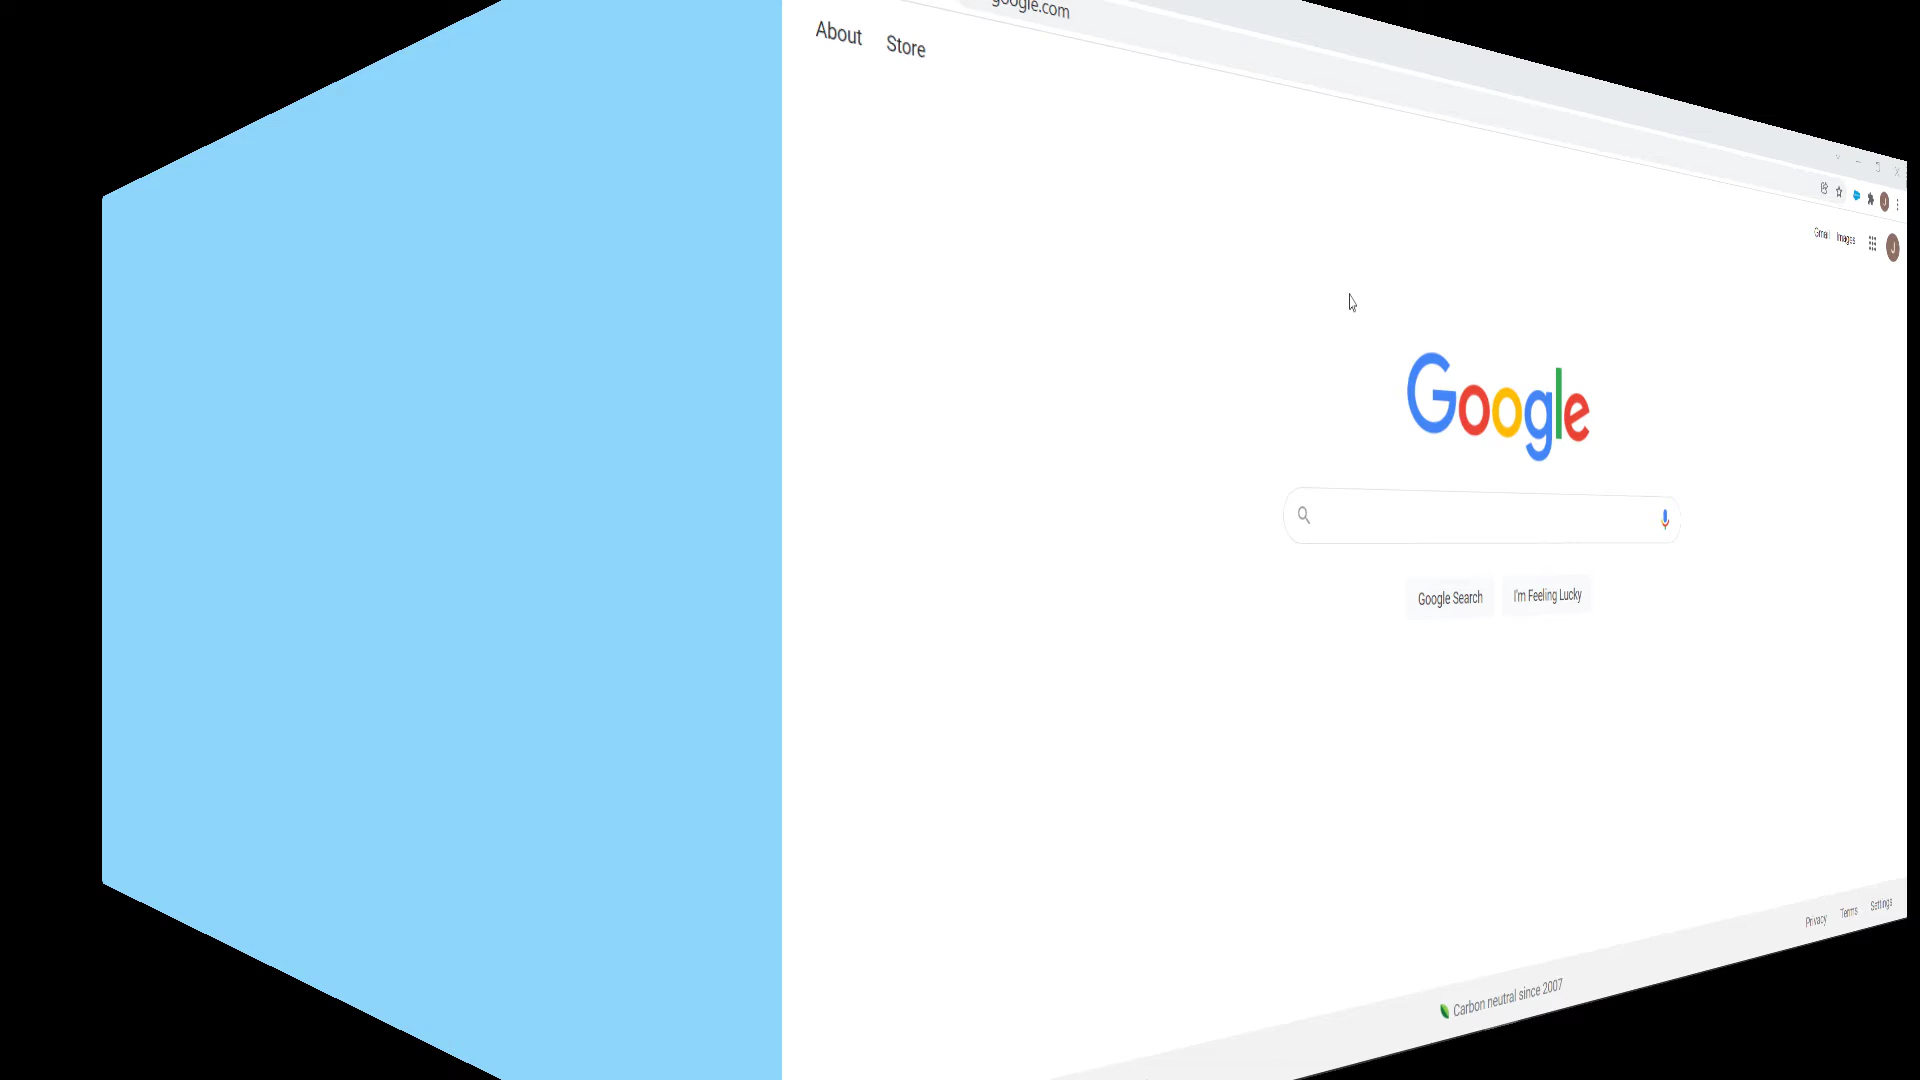 google.com
About Store
Gmail Images
J
J
Google
Google Search I'm Feeling Lucky
Privacy Terms Settings
Carbon neutral since 2007